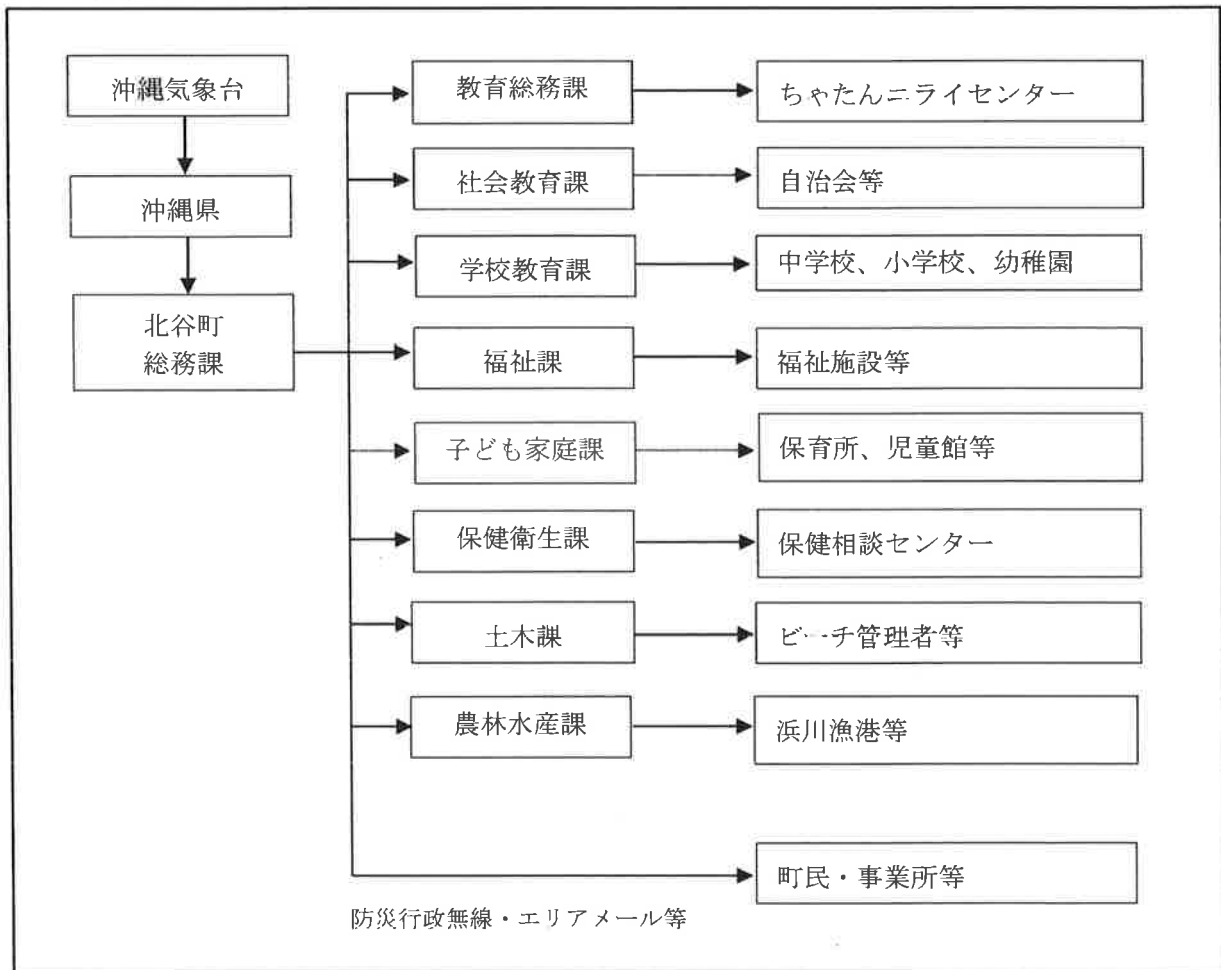 沖縄気象台
沖縄県
北谷町
総務課
教育総務課
ちゃたんニライセンター
社会教育課
自治会等
学校教育課
中学校、小学校、幼稚園
福祉課
福祉施設等
子ども家庭課
保育所、児童館等
保健衛生課
保健相談センター
土木課
ビーチ管理者等
農林水産課
浜川漁港等
町民・事業所等
防災行政無線・エリアメール等